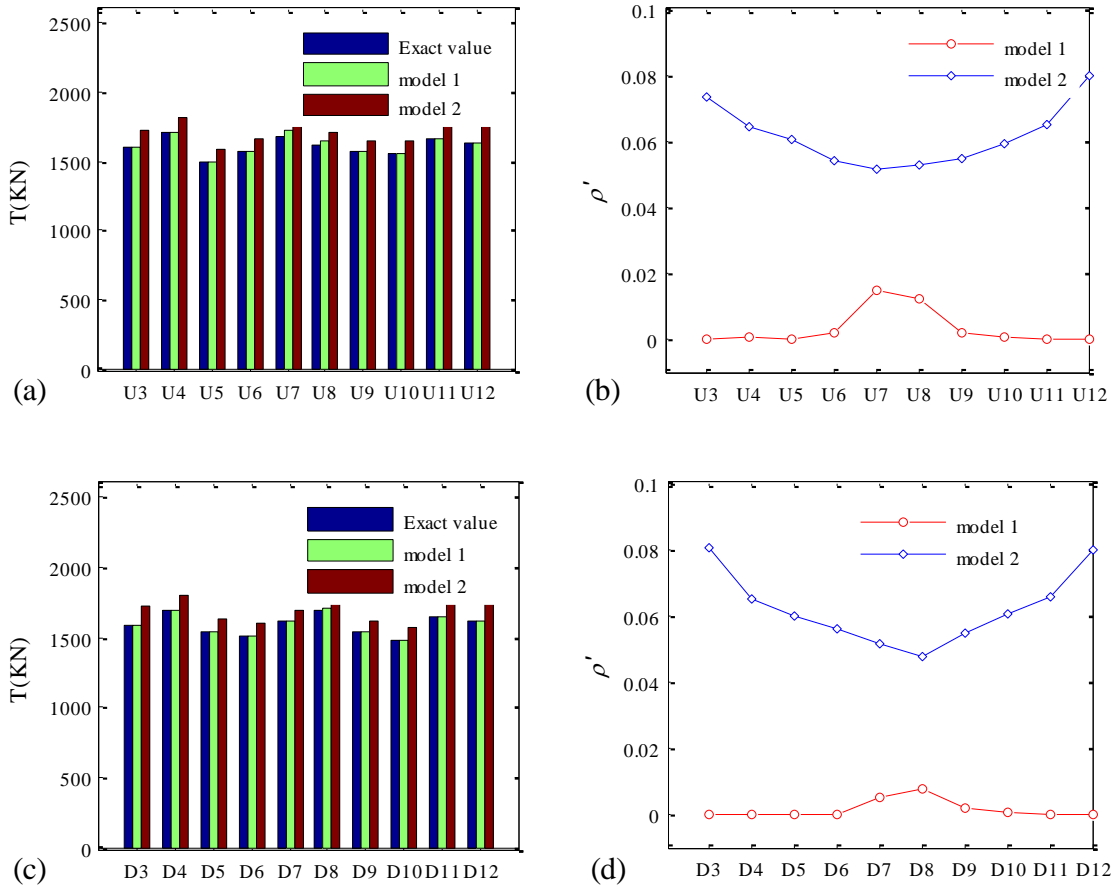 2500
2000
1500
1000
500
0
T(KN)
Exact value
model 1
model 2
U3 U4 U5 U6 U7 U8 U9 U10 U11 U12
(a)
0.1
0.08
0.06
0.04
0.02
0
ρ'
model 1
model 2
U3 U4 U5 U6 U7 U8 U9 U10 U11 U12
(b)
2500
2000
1500
1000
500
0
T(KN)
Exact value
model 1
model 2
D3 D4 D5 D6 D7 D8 D9 D10 D11 D12
(c)
0.1
0.08
0.06
0.04
0.02
0
ρ'
model 1
model 2
D3 D4 D5 D6 D7 D8 D9 D10 D11 D12
(d)